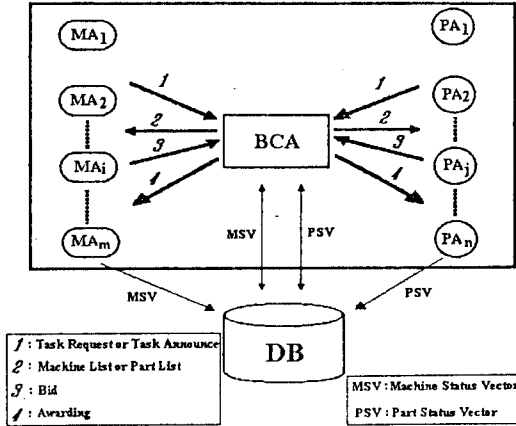 MA1
PA1
1
1
MA2
PA2
2
2
BCA
3
3
MAi
PAj
4
4
MAm
PAn
MSV
PSV
MSV
PSV
DB
1 : Task Request or Task Announce
2 : Machine List or Part List
3 : Bid
4 : Awarding
MSV : Machine Status Vector
PSV : Part Status Vector